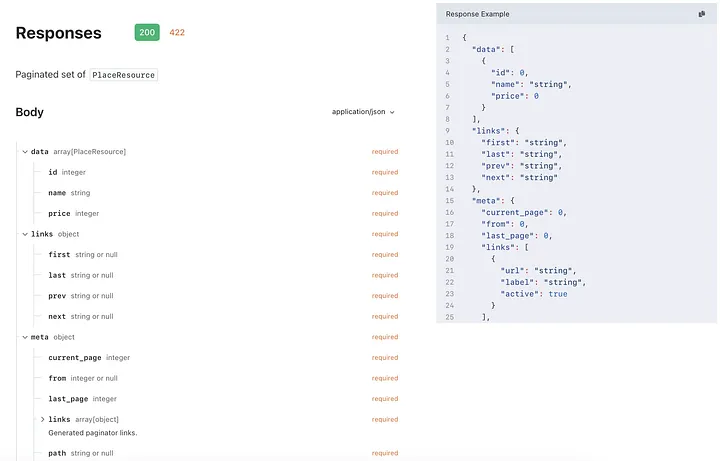 Responses 200 422
Paginated set of PlaceResource
Body application/json
data array[PlaceResource] required
id integer required
name string required
price integer required
links object required
first string or null required
last string or null required
prev string or null required
next string or null required
meta object required
current_page integer required
from integer or null required
last_page integer required
links array[object] required
Generated paginator links.
path string or null required
Response Example
1 {
2 "data": [
3 {
4 "id": 0,
5 "name": "string",
6 "price": 0
7 }
8 ],
9 "links": {
10 "first": "string",
11 "last": "string",
12 "prev": "string",
13 "next": "string"
14 },
15 "meta": {
16 "current_page": 0,
17 "from": 0,
18 "last_page": 0,
19 "links": [
20 {
21 "url": "string",
22 "label": "string",
23 "active": true
24 }
25 ],